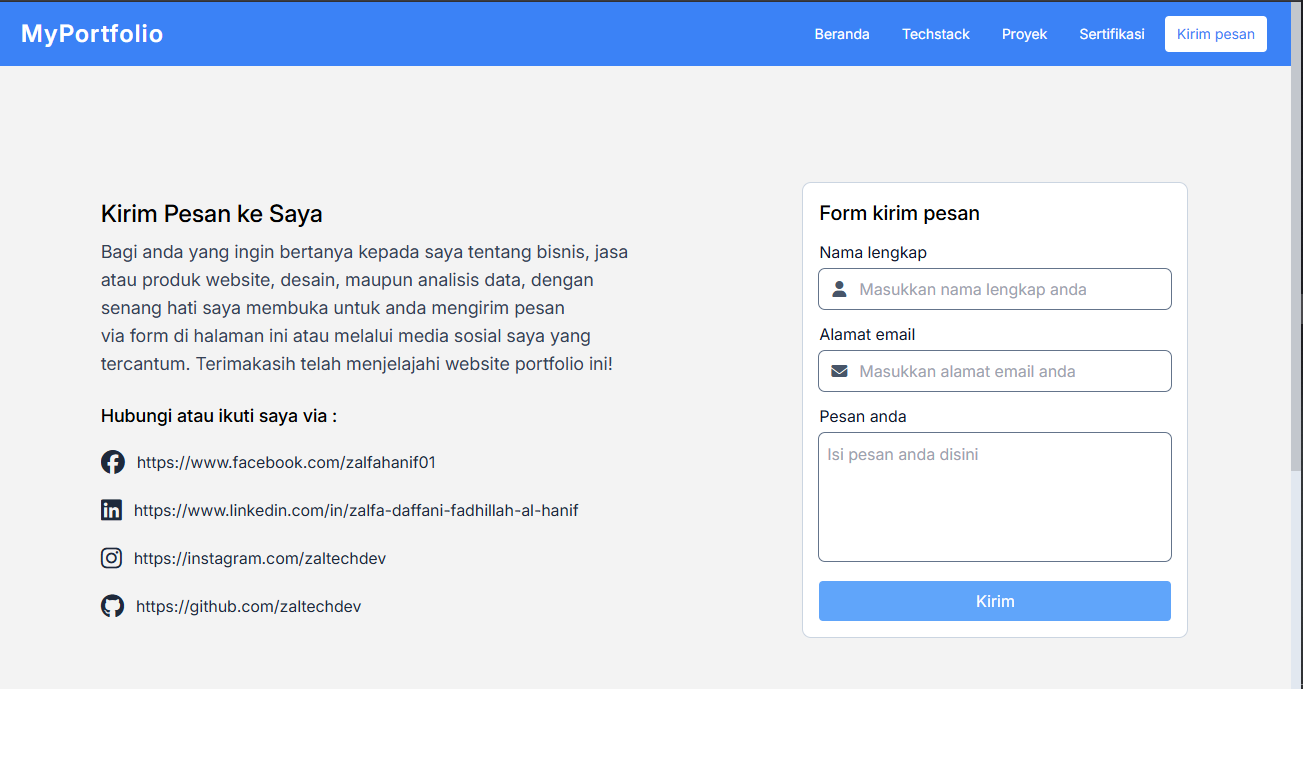 MyPortfolio
Beranda
Techstack
Proyek
Sertifikasi
Kirim pesan
Kirim Pesan ke Saya
Bagi anda yang ingin bertanya kepada saya tentang bisnis, jasa
atau produk website, desain, maupun analisis data, dengan
senang hati saya membuka untuk anda mengirim pesan
via form di halaman ini atau melalui media sosial saya yang
tercantum. Terimakasih telah menjelajahi website portfolio ini!
Hubungi atau ikuti saya via :
https://www.facebook.com/zalfahanif01
https://www.linkedin.com/in/zalfa-daffani-fadhillah-al-hanif
https://instagram.com/zaltechdev
https://github.com/zaltechdev
Form kirim pesan
Nama lengkap
Masukkan nama lengkap anda
Alamat email
Masukkan alamat email anda
Pesan anda
Isi pesan anda disini
Kirim